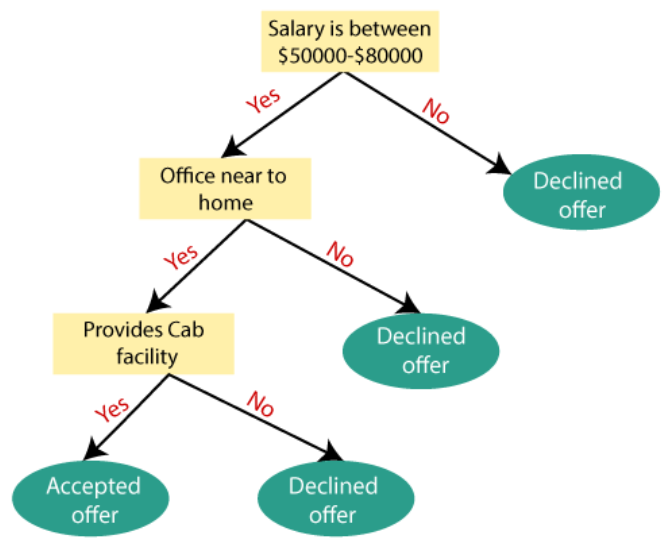 Salary is between
$50000-$80000
Yes
No
Office near to
home
Declined
offer
Yes
No
Provides Cab
facility
Declined
offer
Yes
No
Accepted
offer
Declined
offer